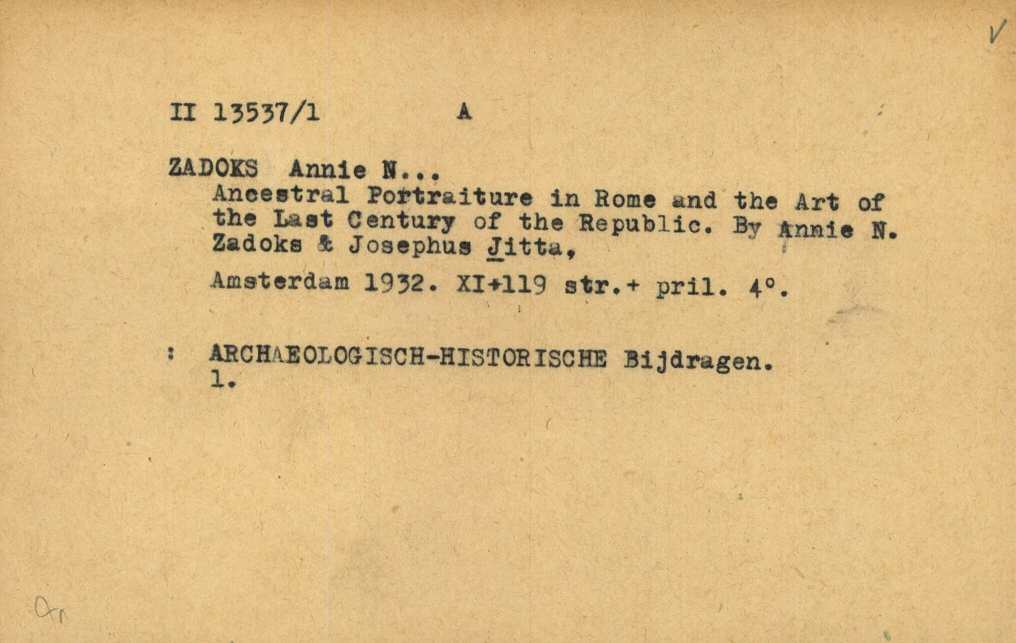 II 13537/1 A
ZADOKS Annie N...
Ancestral Portraiture in Rome and the Art of
the Last Century of the Republic. By Annie N.
Zadoks & Josephus Jitta,
Amsterdam 1932. XI+119 str.+ pril. 4°.
: ARCHAEOLOGISCH-HISTORISCHE Bijdragen.
1.